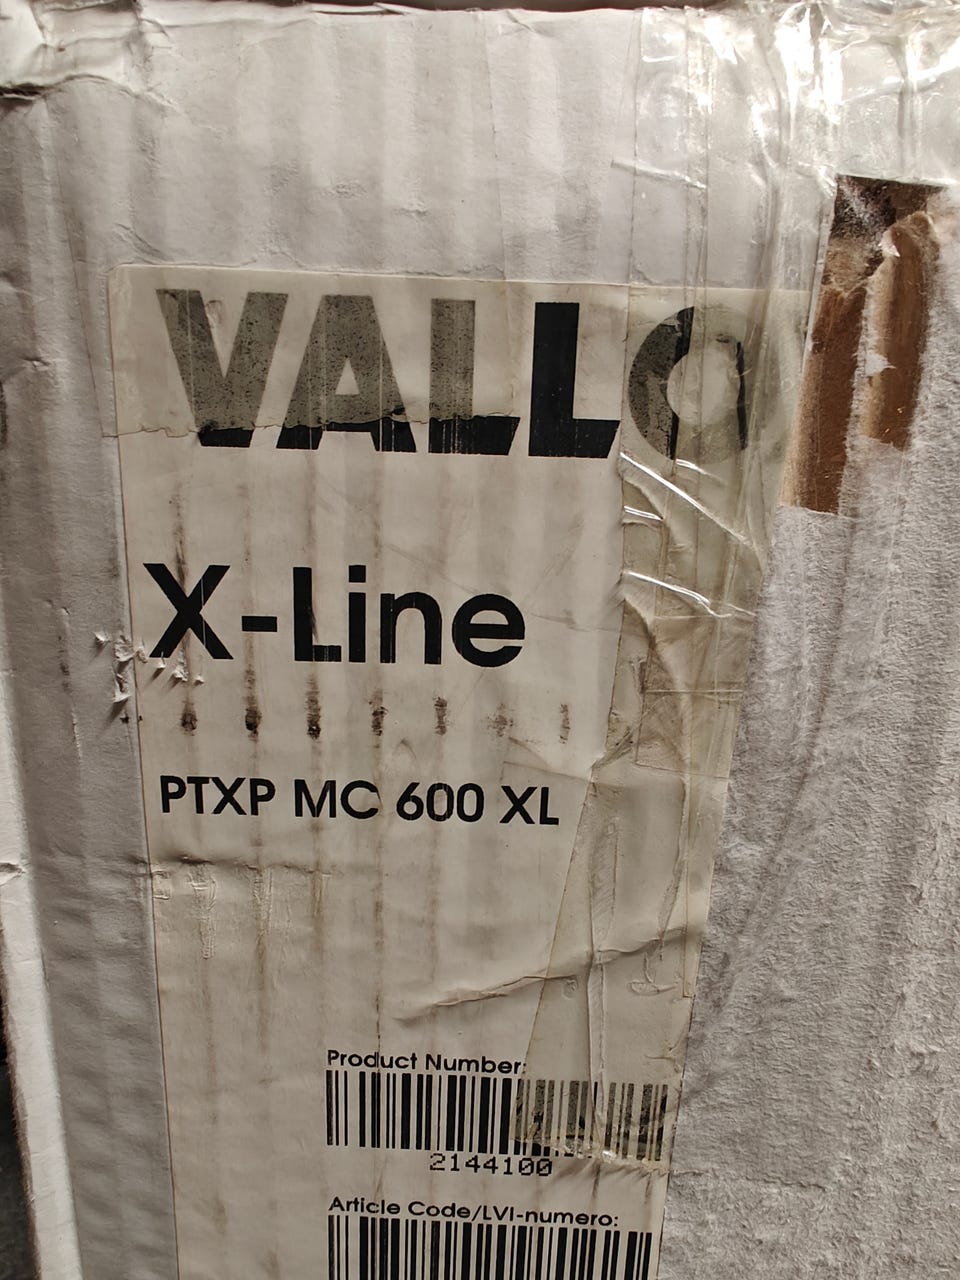 VALLO
X-Line
PTXP MC 600 XL
Product Number:
2144100
Article Code/LVI-numero: